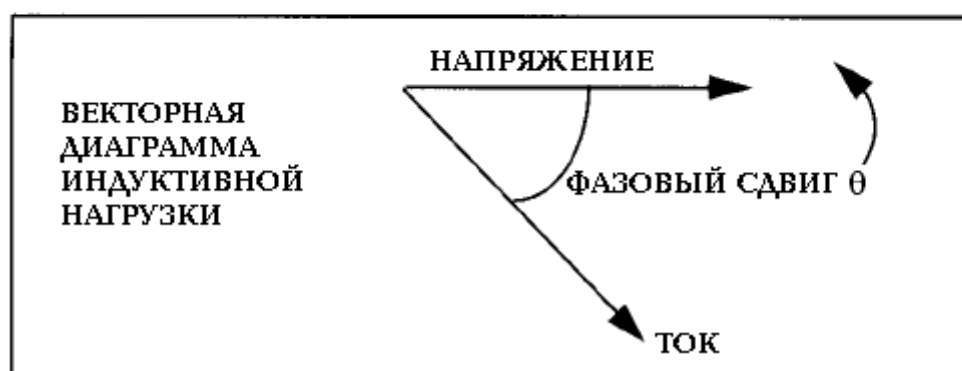 НАПРЯЖЕНИЕ
ВЕКТОРНАЯ
ДИАГРАММА
ИНДУКТИВНОЙ
НАГРУЗКИ
ФАЗОВЫЙ СДВИГ θ
ТОК